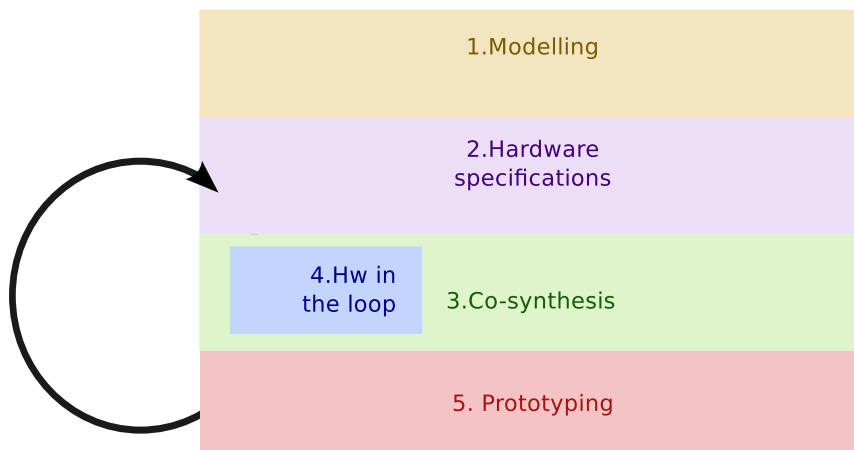 1.Modelling
2.Hardware
specifications
4.Hw in
the loop
3.Co-synthesis
5. Prototyping